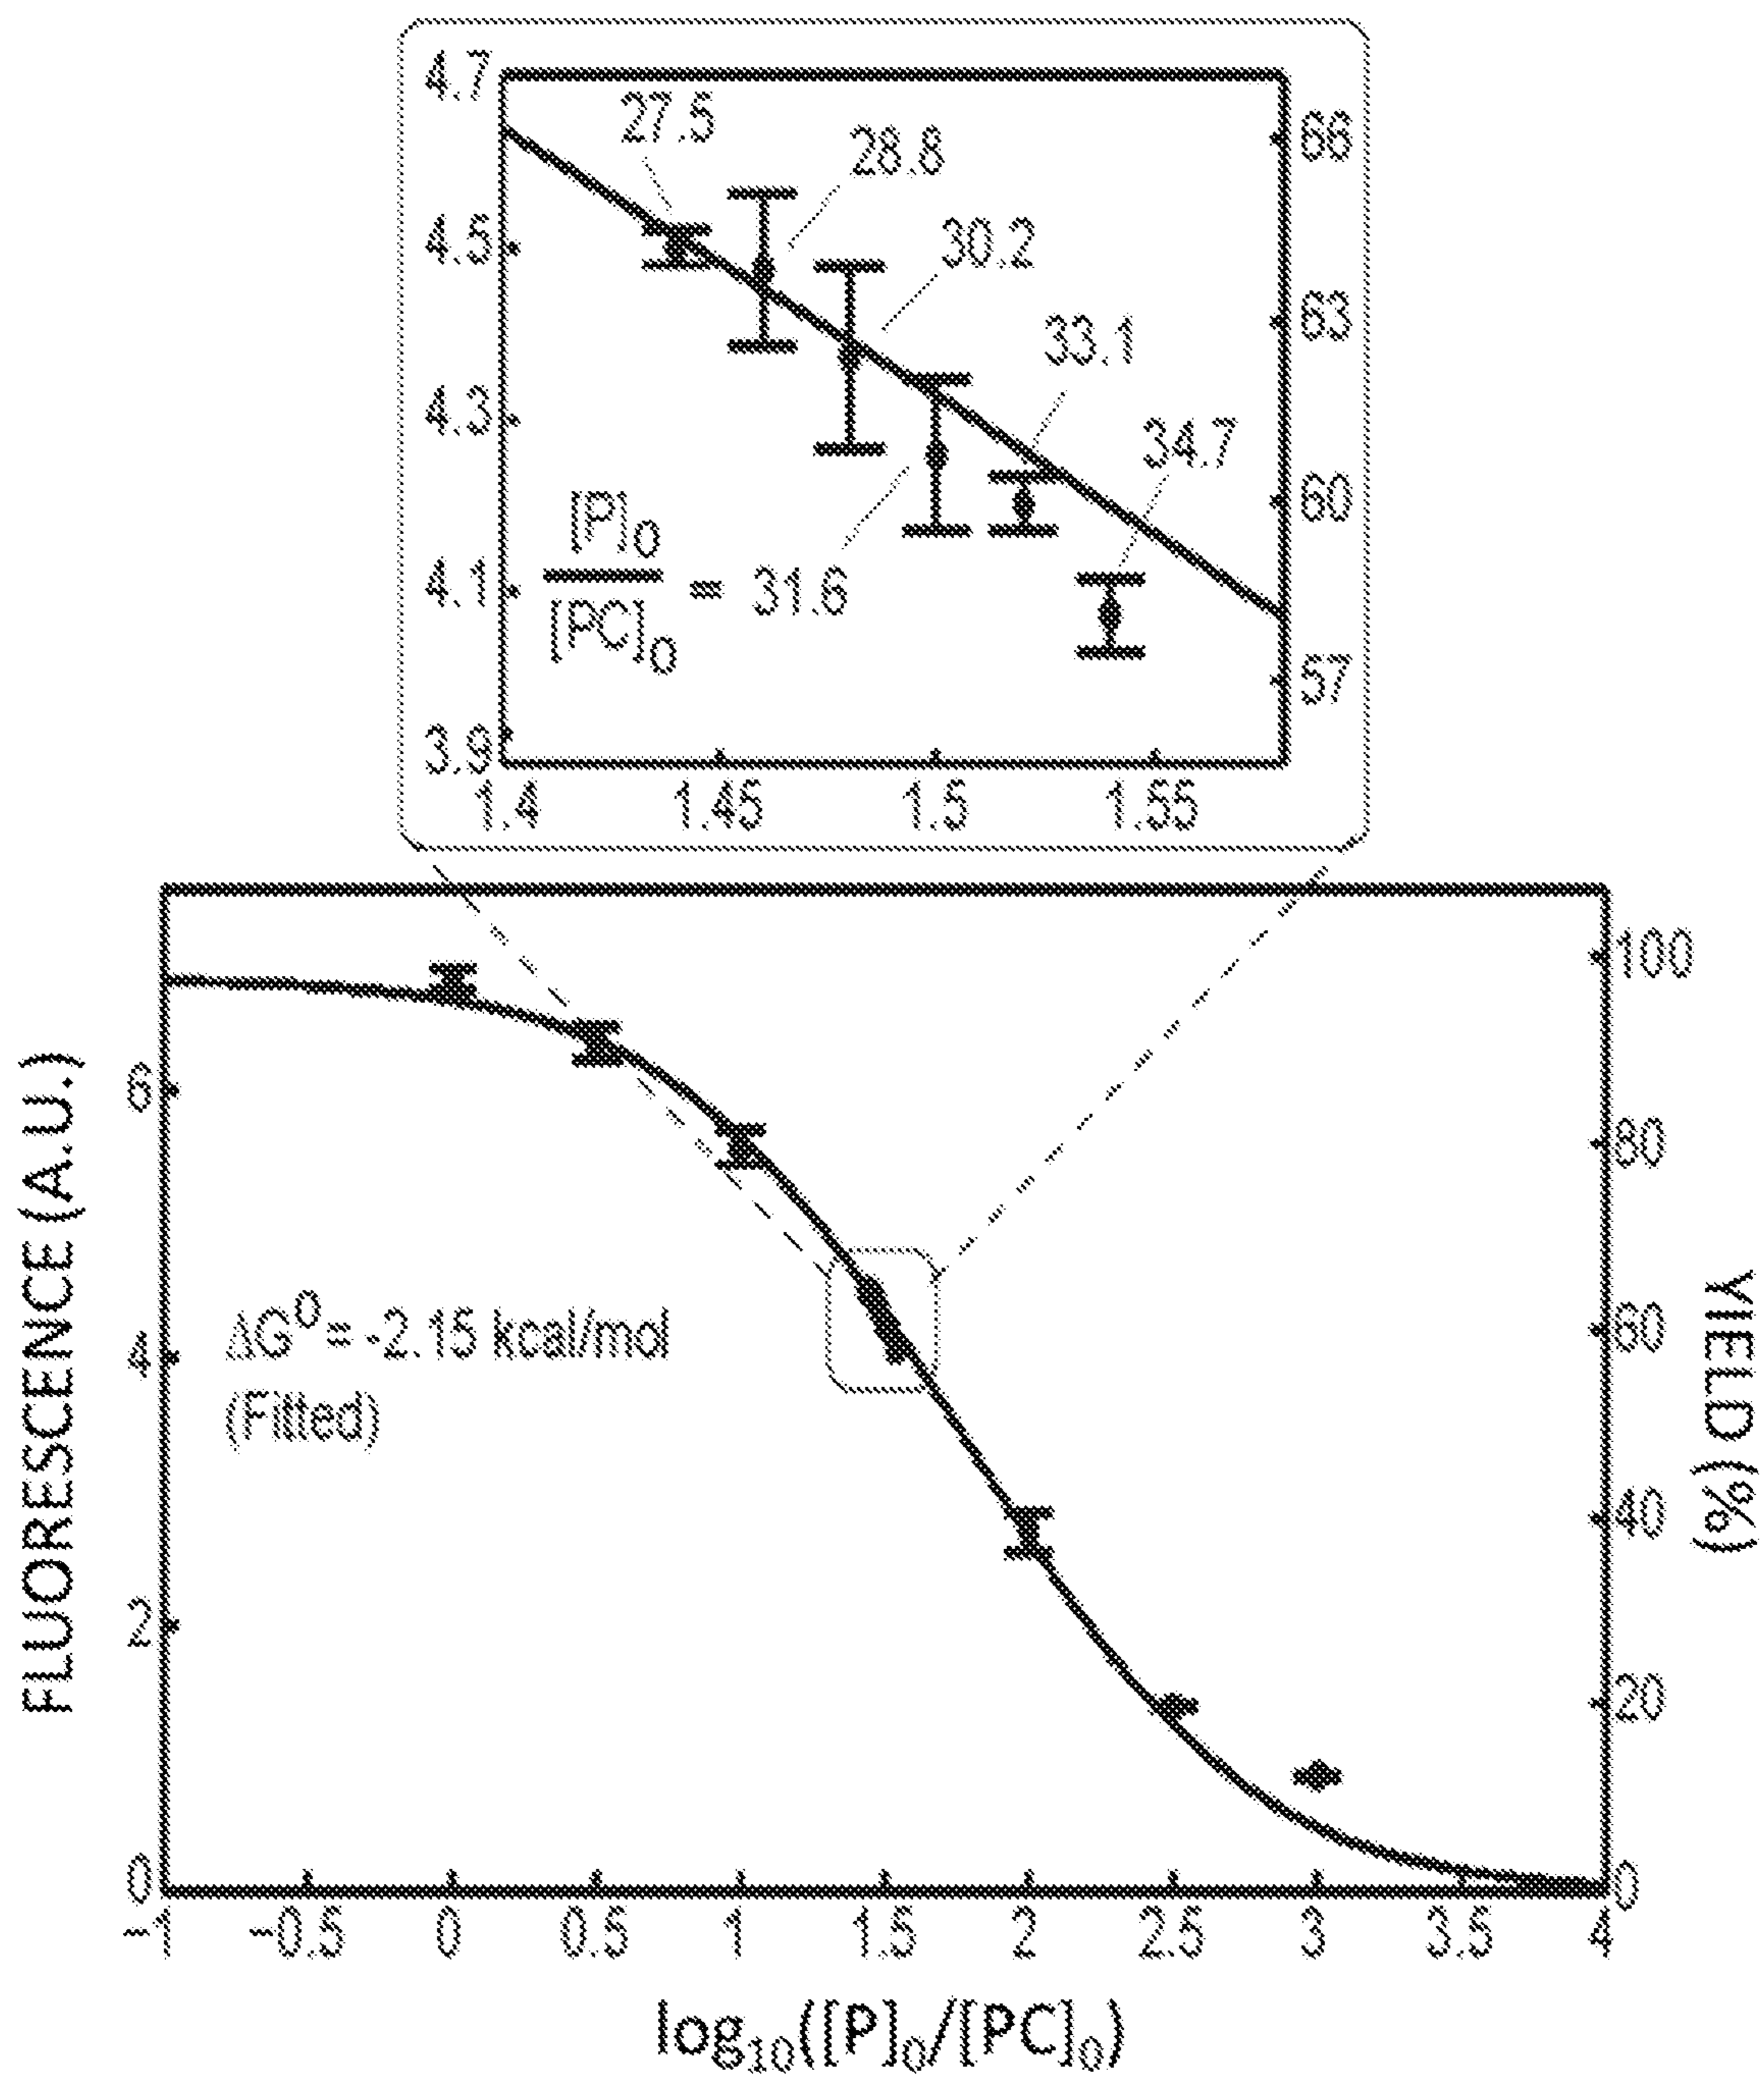 4.7
4.5
4.3
4.1
3.9
66
63
60
57
1.4 1.45 1.5 1.55
27.5
28.8
30.2
33.1
34.7
[P]0
[PC]0
= 31.6
100
80
60
40
20
0
6
4
2
0
ΔG⁰= -2.15 kcal/mol
(Fitted)
FLUORESCENCE (A.U.)
YIELD (%)
-1 -0.5 0 0.5 1 1.5 2 2.5 3 3.5 4
log₁₀([P]₀/[PC]₀)